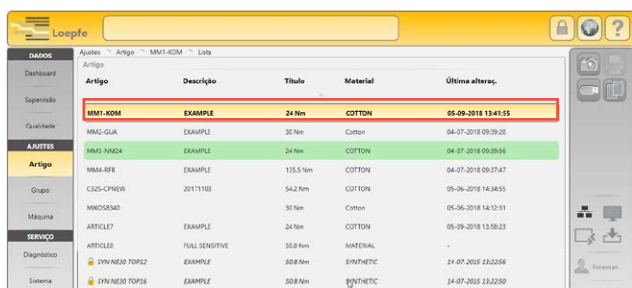 Loepfe
DADOS
Dashboard
Supervisão
Qualidade
AJUSTES
Artigo
Grupo
Máquina
SERVIÇO
Diagnóstico
Sistema
Ajustes Artigo MM1-KOM Lista
Artigo
Artigo Descrição Título Material Última alteraç.
MM1-KOM EXAMPLE 24 Nm COTTON 05-09-2018 13:41:55
MM2-GUA EXAMPLE 30 Nm Cotton 04-07-2018 09:39:28
MM3-NM24 EXAMPLE 24 Nm COTTON 04-07-2018 09:39:56
MM4-RFR EXAMPLE 135.5 Nm COTTON 04-07-2018 09:37:47
C32S-CPNEW 20171103 54.2 Nm COTTON 05-06-2018 14:34:55
MIKOS8340 30 Nm Cotton 05-06-2018 14:12:31
ARTICLE7 EXAMPLE 24 Nm COTTON 05-09-2018 13:58:23
ARTICLE8 FULL SENSITIVE 50.8 Nm MATERIAL -
SYN NE30 TOP12 EXAMPLE 50.8 Nm SYNTHETIC 14-07-2015 13:22:56
SYN NE30 TOP26 EXAMPLE 50.8 Nm SYNTHETIC 14-07-2015 13:22:50
Foreman